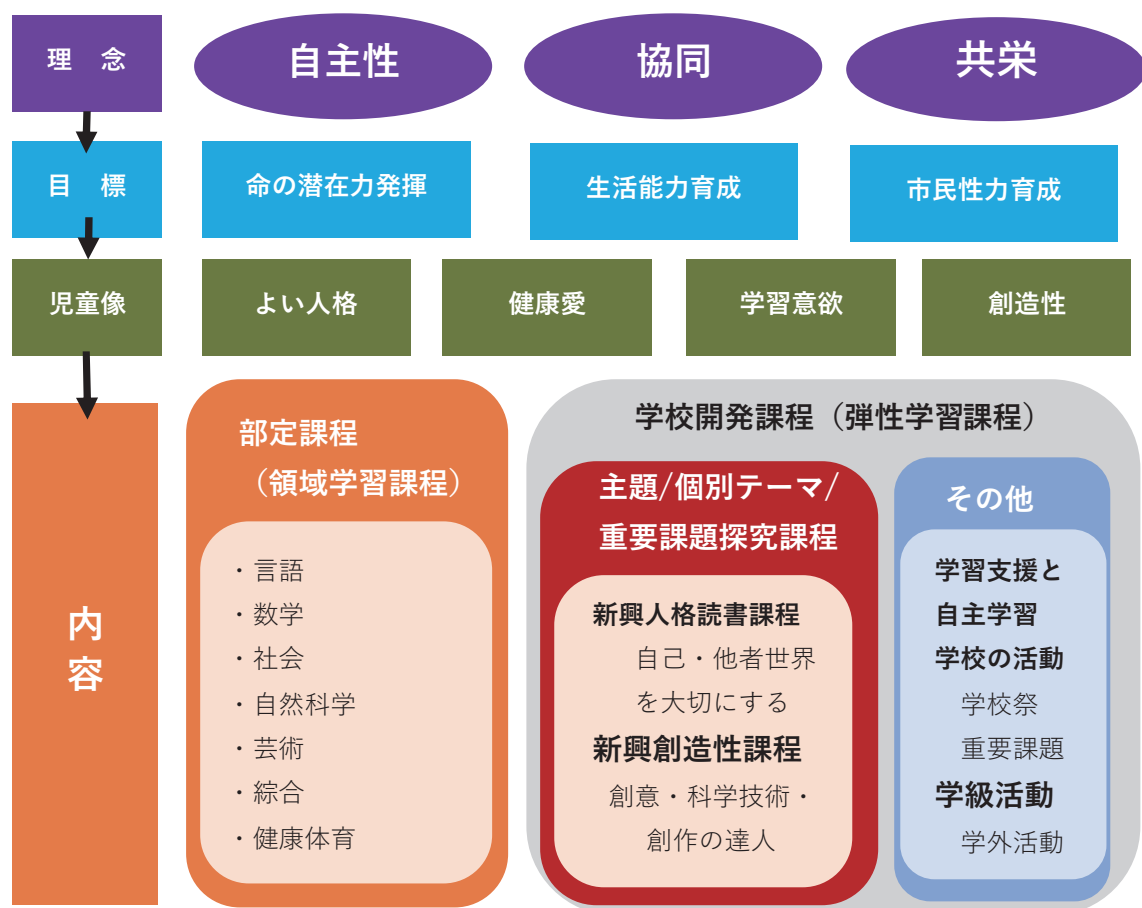 理　念
自主性
協同
共栄
目　標
命の潜在力発揮
生活能力育成
市民性力育成
児童像
よい人格
健康愛
学習意欲
創造性
内
容
部定課程
（領域学習課程）
・言語
・数学
・社会
・自然科学
・芸術
・綜合
・健康体育
学校開発課程（弾性学習課程）
主題/個別テーマ/
重要課題探究課程
新興人格読書課程
自己・他者世界
を大切にする
新興創造性課程
創意・科学技術・
創作の達人
その他
学習支援と
自主学習
学校の活動
学校祭
重要課題
学級活動
学外活動